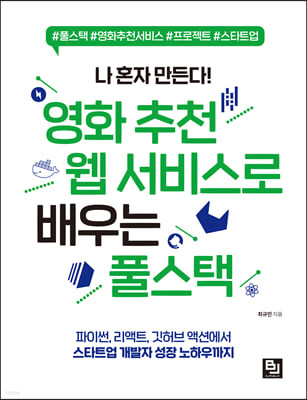 #풀스택 #영화추천서비스 #프로젝트 #스타트업
나 혼자 만든다!
영화 추천
웹 서비스로
배우는
풀스택
최규민 지음
파이썬, 리액트, 깃허브 액션에서
스타트업 개발자 성장 노하우까지
BJ